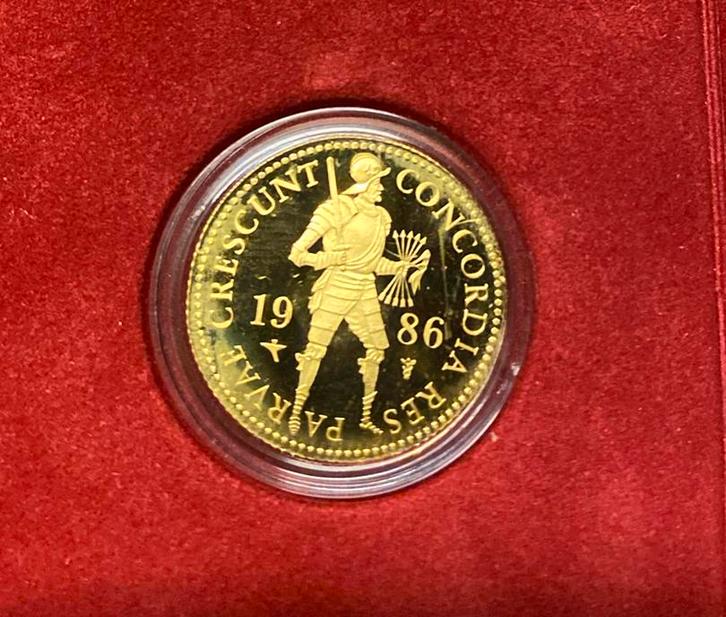 CONCORDIA RES PARVAE CRESCUNT
19 86